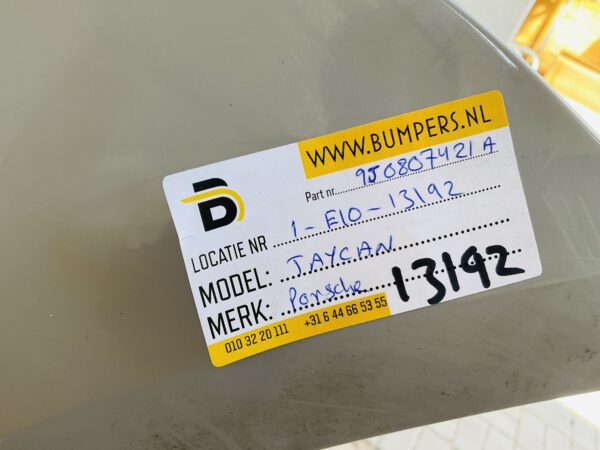 WWW.BUMPERS.NL
Part nr. 9J0807421A
LOCATIE NR 1-E10-13192
MODEL: TAYCAN
MERK: Porsche 13192
010 32 20 111 +31 6 44 66 53 55